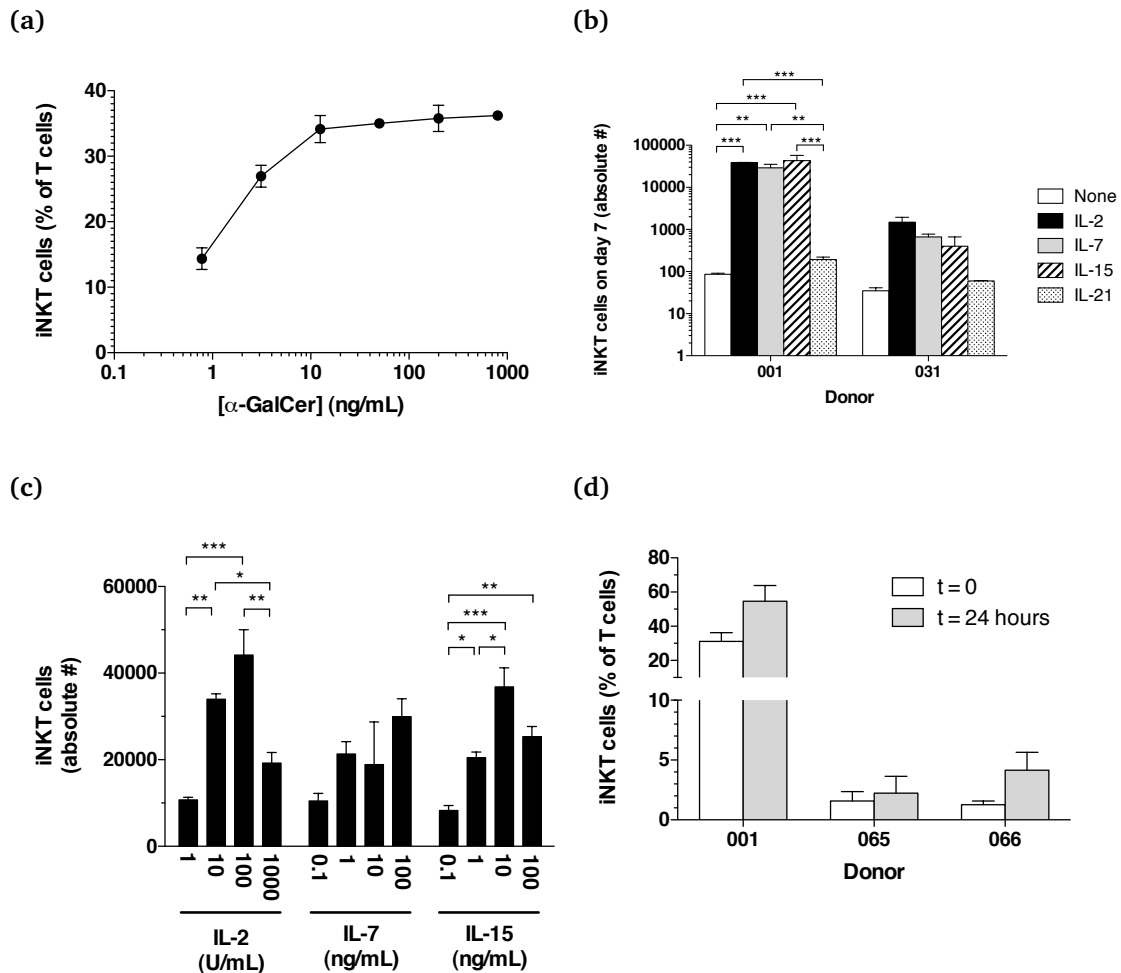 (a)
40
30
20
10
0
0.1 1 10 100 1000
iNKT cells (% of T cells)
[α-GalCer] (ng/mL)
(b)
***
*** 
** **
*** ***
100000
10000
1000
100
10
1
iNKT cells on day 7 (absolute #)
001 031
Donor
None
IL-2
IL-7
IL-15
IL-21
(c)
***
*
** **
**
***
* *
60000
40000
20000
0
iNKT cells
(absolute #)
1 10 100 1000 0.1 1 10 100 0.1 1 10 100
IL-2 IL-7 IL-15
(U/mL) (ng/mL) (ng/mL)
(d)
80
60
40
20
10
5
0
iNKT cells (% of T cells)
t = 0
t = 24 hours
001 065 066
Donor